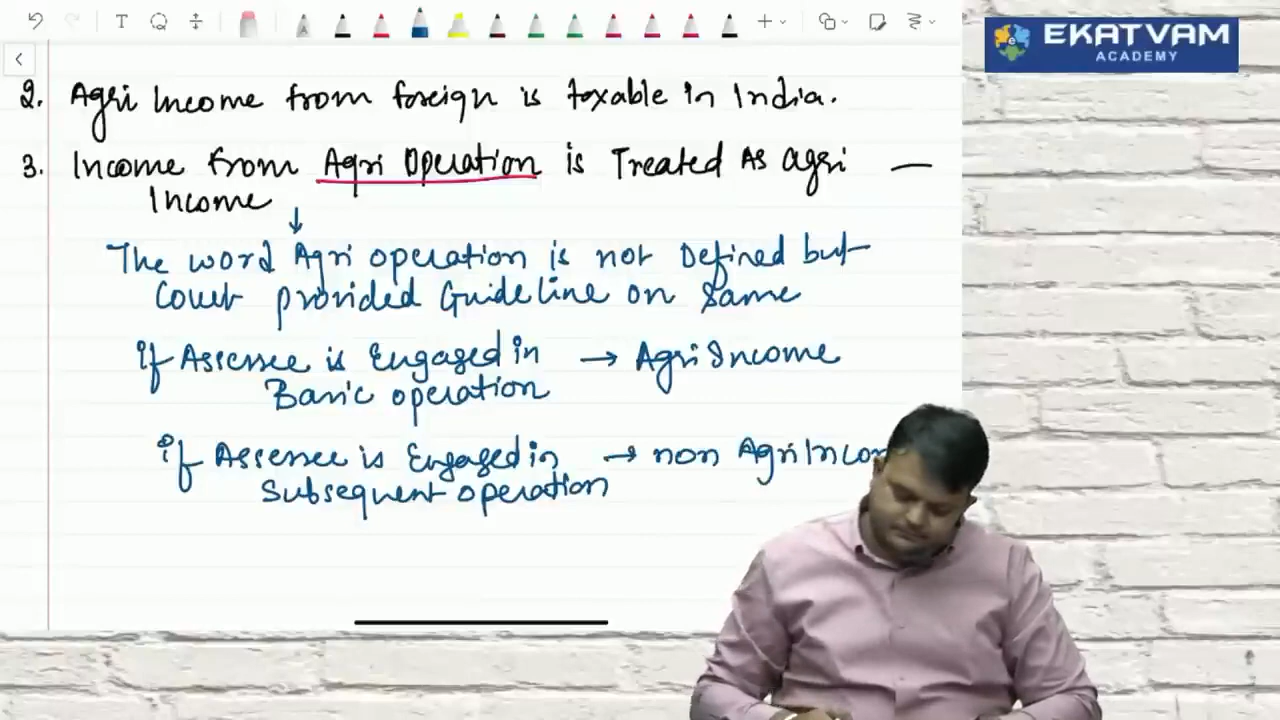 EKATVAM
ACADEMY
2. Agri Income from foreign is taxable in India.
3. Income from Agri Operation is Treated As agri —
Income
↓
The word Agri operation is not Defined but
Court provided Guideline on Same
if Assessee is Engaged in → Agri Income
Basic operation
if Assessee is Engaged in → non Agri Incom
Subsequent operation